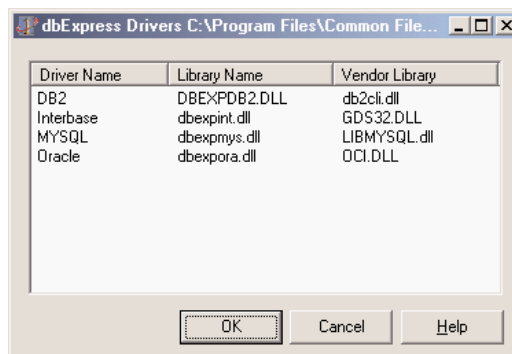 dbExpress Drivers C:\Program Files\Common File...
Driver Name Library Name Vendor Library
DB2 DBEXPDB2.DLL db2cli.dll
Interbase dbexpint.dll GDS32.DLL
MYSQL dbexpmys.dll LIBMYSQL.dll
Oracle dbexpora.dll OCI.DLL
OK Cancel Help